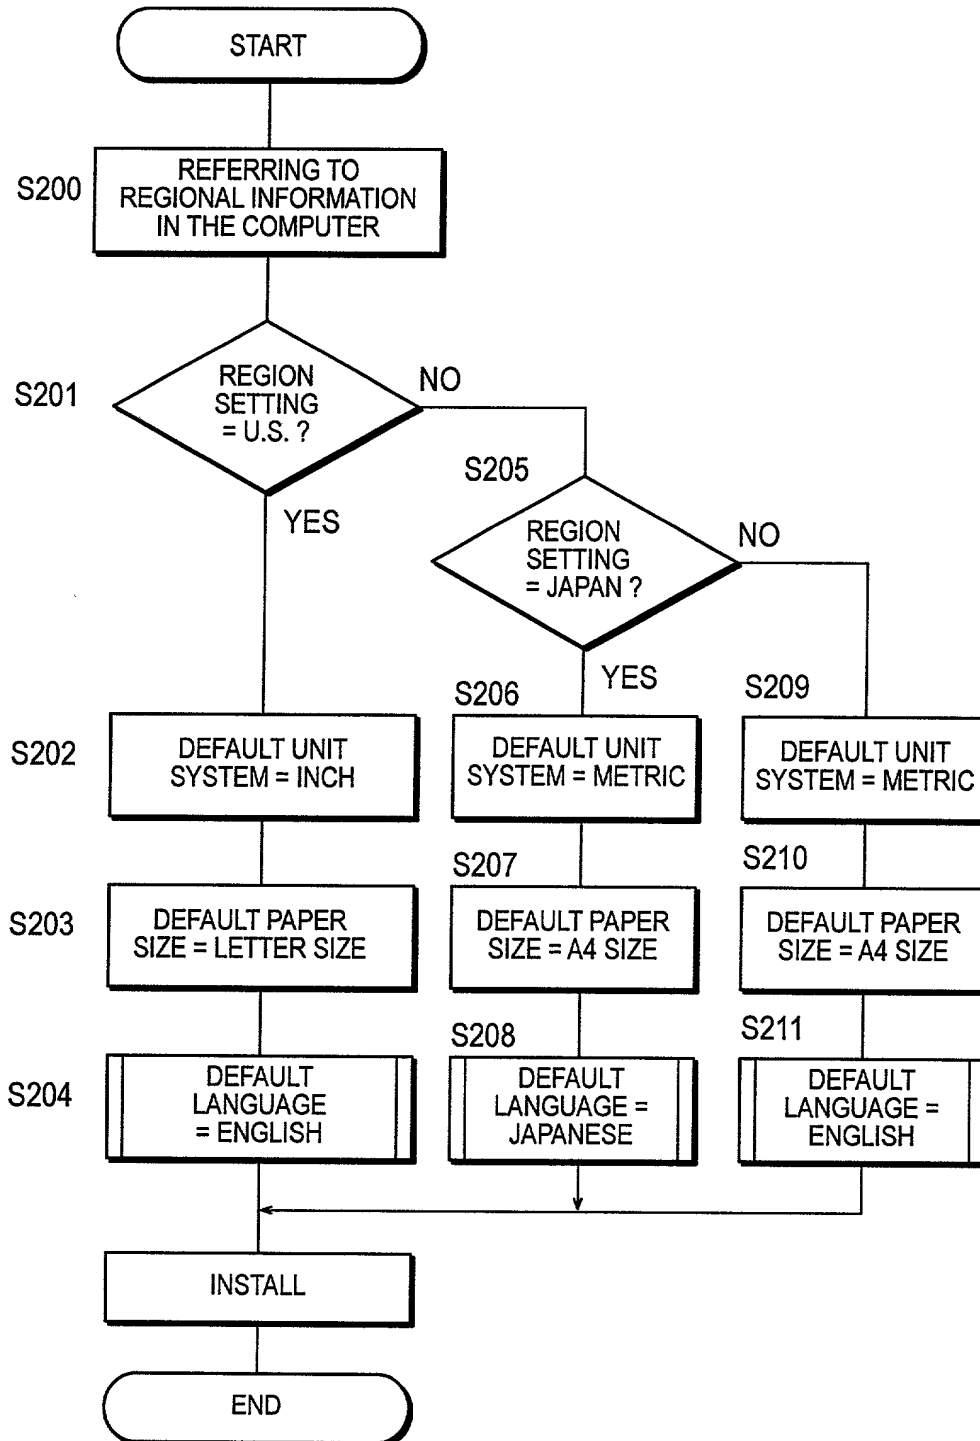 START
S200
REFERRING TO
REGIONAL INFORMATION
IN THE COMPUTER
S201
REGION
SETTING
= U.S. ?
NO
YES
S205
REGION
SETTING
= JAPAN ?
NO
YES
S202
DEFAULT UNIT
SYSTEM = INCH
S206
DEFAULT UNIT
SYSTEM = METRIC
S209
DEFAULT UNIT
SYSTEM = METRIC
S203
DEFAULT PAPER
SIZE = LETTER SIZE
S207
DEFAULT PAPER
SIZE = A4 SIZE
S210
DEFAULT PAPER
SIZE = A4 SIZE
S204
DEFAULT
LANGUAGE
= ENGLISH
S208
DEFAULT
LANGUAGE =
JAPANESE
S211
DEFAULT
LANGUAGE =
ENGLISH
INSTALL
END